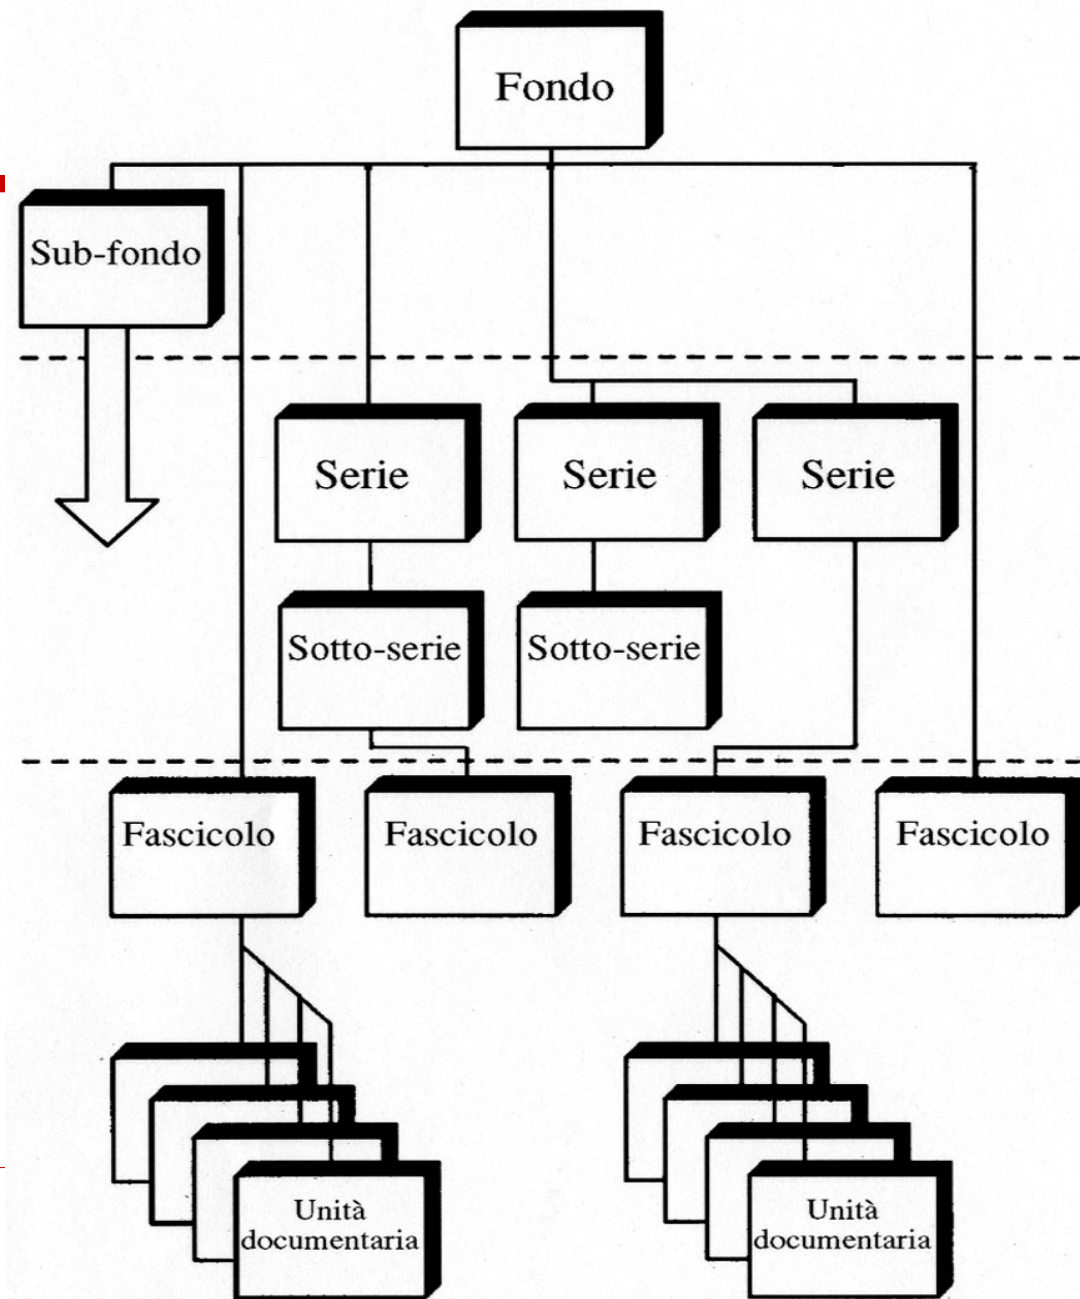 Fondo
Sub-fondo
Serie
Serie
Serie
Sotto-serie
Sotto-serie
Fascicolo
Fascicolo
Fascicolo
Fascicolo
Unità
documentaria
Unità
documentaria